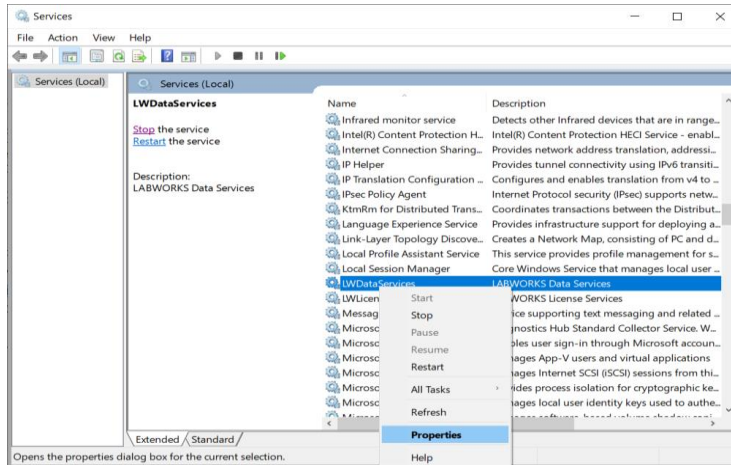 Services
File Action View Help
Services (Local)
Services (Local)
LWDataServices
Stop the service
Restart the service
Description:
LABWORKS Data Services
Name Description
Infrared monitor service Detects other Infrared devices that are in range...
Intel(R) Content Protection H... Intel(R) Content Protection HECI Service - enabl...
Internet Connection Sharing... Provides network address translation, addressi...
IP Helper Provides tunnel connectivity using IPv6 transiti...
IP Translation Configuration ... Configures and enables translation from v4 to ...
IPsec Policy Agent Internet Protocol security (IPsec) supports netw...
KtmRm for Distributed Trans... Coordinates transactions between the Distribut...
Language Experience Service Provides infrastructure support for deploying a...
Link-Layer Topology Discove... Creates a Network Map, consisting of PC and d...
Local Profile Assistant Service This service provides profile management for s...
Local Session Manager Core Windows Service that manages local user ...
LWDataServices LABWORKS Data Services
LWLicen Start WORKS License Services
Messag Stop ice supporting text messaging and related ...
Microsc Pause gnostics Hub Standard Collector Service. W...
Microsc Resume bles user sign-in through Microsoft accoun...
Microsc Restart nages App-V users and virtual applications
Microsc nages Internet SCSI (iSCSI) sessions from thi...
Microsc All Tasks vides process isolation for cryptographic ke...
Microsc Refresh nages local user identity keys used to authe...
Properties
Help
Extended Standard
Opens the properties dialog box for the current selection.